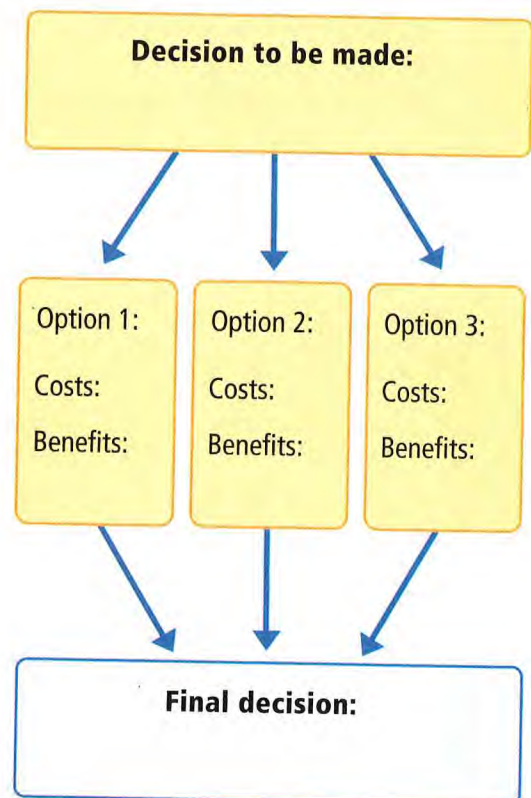 Decision to be made:
Option 1:
Costs:
Benefits:
Option 2:
Costs:
Benefits:
Option 3:
Costs:
Benefits:
Final decision: